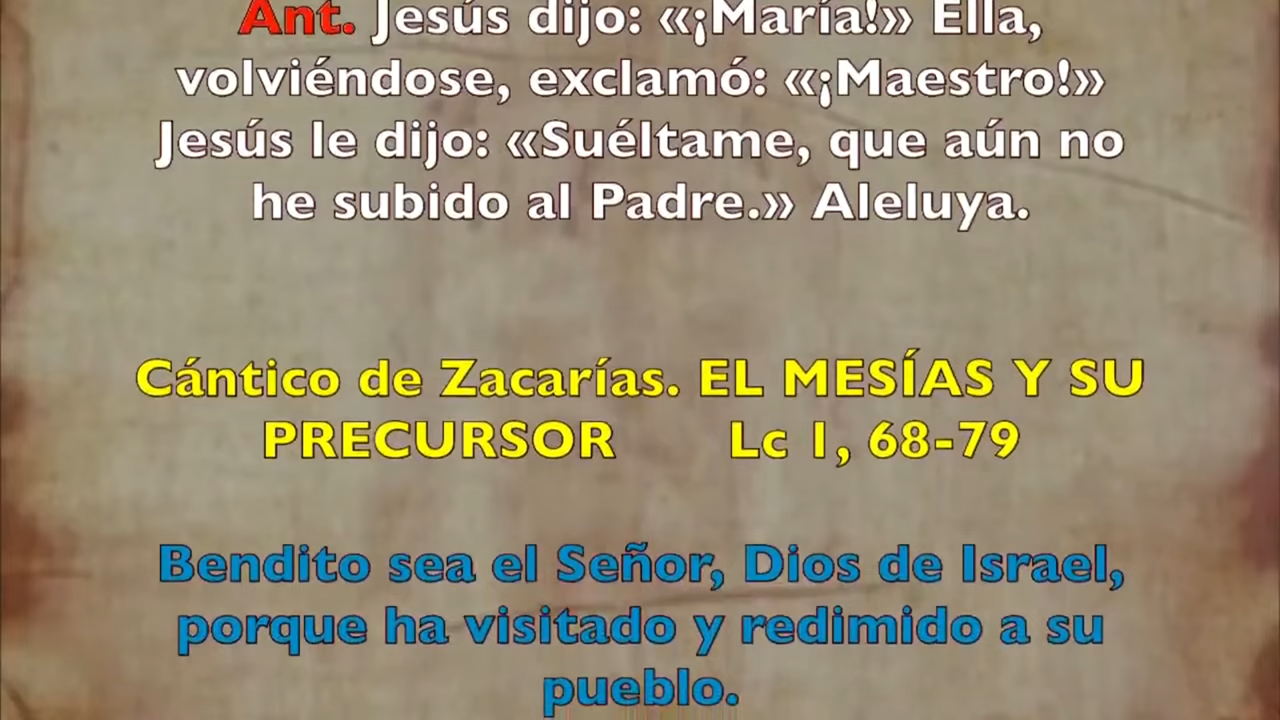 Ant. Jesús dijo: «¡María!» Ella,
volviéndose, exclamó: «¡Maestro!»
Jesús le dijo: «Suéltame, que aún no
he subido al Padre.» Aleluya.
Cántico de Zacarías. EL MESÍAS Y SU
PRECURSOR Lc 1, 68-79
Bendito sea el Señor, Dios de Israel,
porque ha visitado y redimido a su
pueblo.